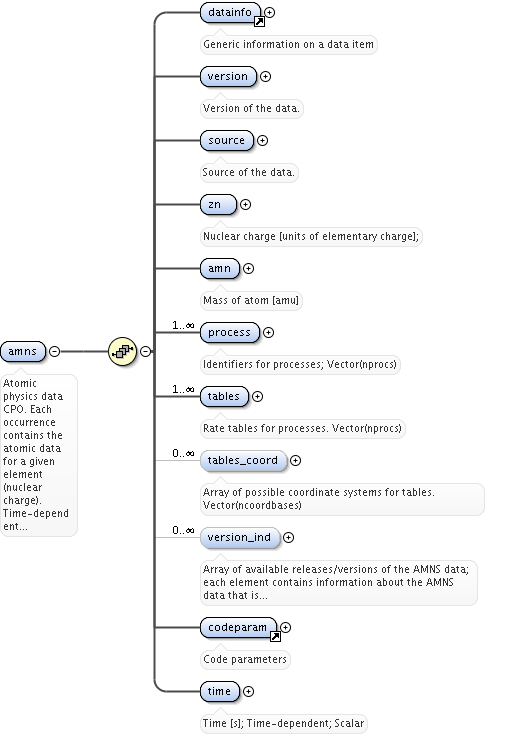 datainfo
Generic information on a data item
version
Version of the data.
source
Source of the data.
zn
Nuclear charge [units of elementary charge];
amn
Mass of atom [amu]
1..∞
process
Identifiers for processes; Vector(nprocs)
amns
Atomic
physics data
CPO. Each
occurrence
contains the
atomic data
for a given
element
(nuclear
charge).
Time-depend
ent...
1..∞
tables
Rate tables for processes. Vector(nprocs)
0..∞
tables_coord
Array of possible coordinate systems for tables.
Vector(ncoordbases)
0..∞
version_ind
Array of available releases/versions of the AMNS data;
each element contains information about the AMNS
data that is...
codeparam
Code parameters
time
Time [s]; Time-dependent; Scalar